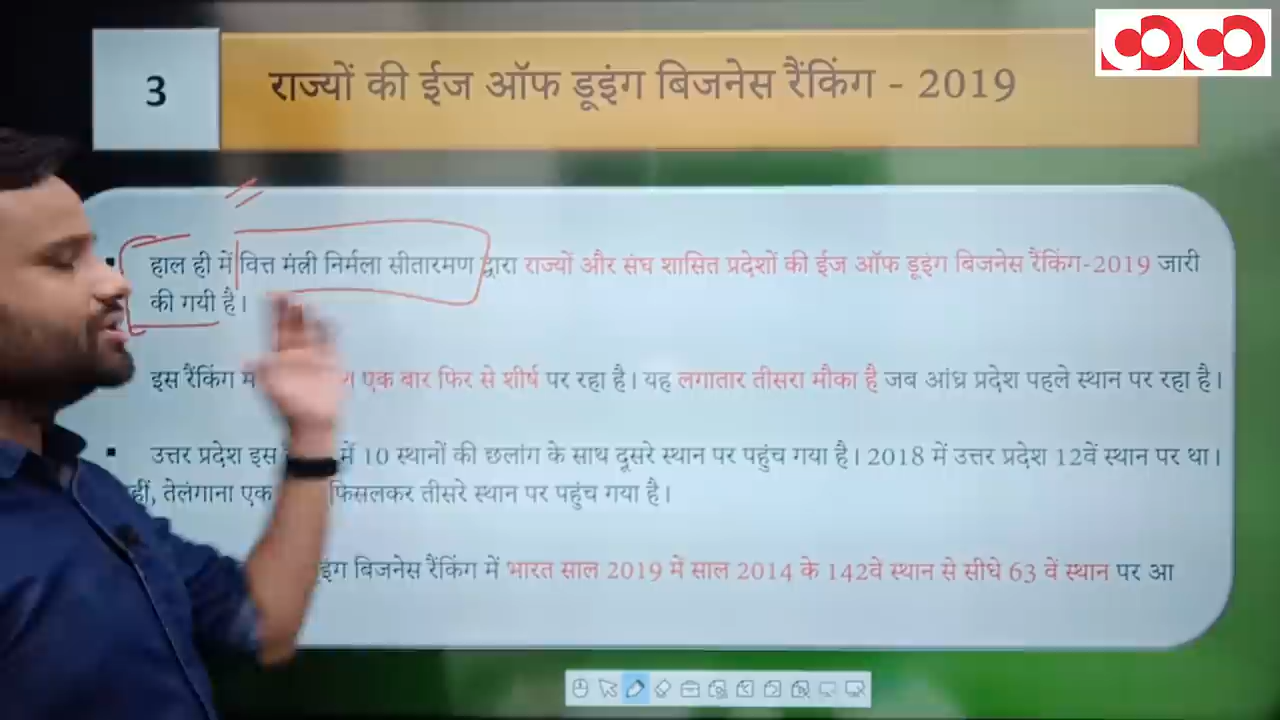 3
राज्यों की ईज ऑफ डूइंग बिजनेस रैंकिंग - 2019
हाल ही में वित्त मंत्री निर्मला सीतारमण द्वारा राज्यों और संघ शासित प्रदेशों की ईज ऑफ डूइंग बिजनेस रैंकिंग-2019 जारी
की गयी है।
इस रैंकिंग एक बार फिर से शीर्ष पर रहा है। यह लगातार तीसरा मौका है जब आंध्र प्रदेश पहले स्थान पर रहा है।
उत्तर प्रदेश इस में 10 स्थानों की छलांग के साथ दूसरे स्थान पर पहुंच गया है। 2018 में उत्तर प्रदेश 12वें स्थान पर था।
तेलंगाना एक फिसलकर तीसरे स्थान पर पहुंच गया है।
बिजनेस रैंकिंग में भारत साल 2019 में साल 2014 के 142वे स्थान से सीधे 63 वें स्थान पर आ